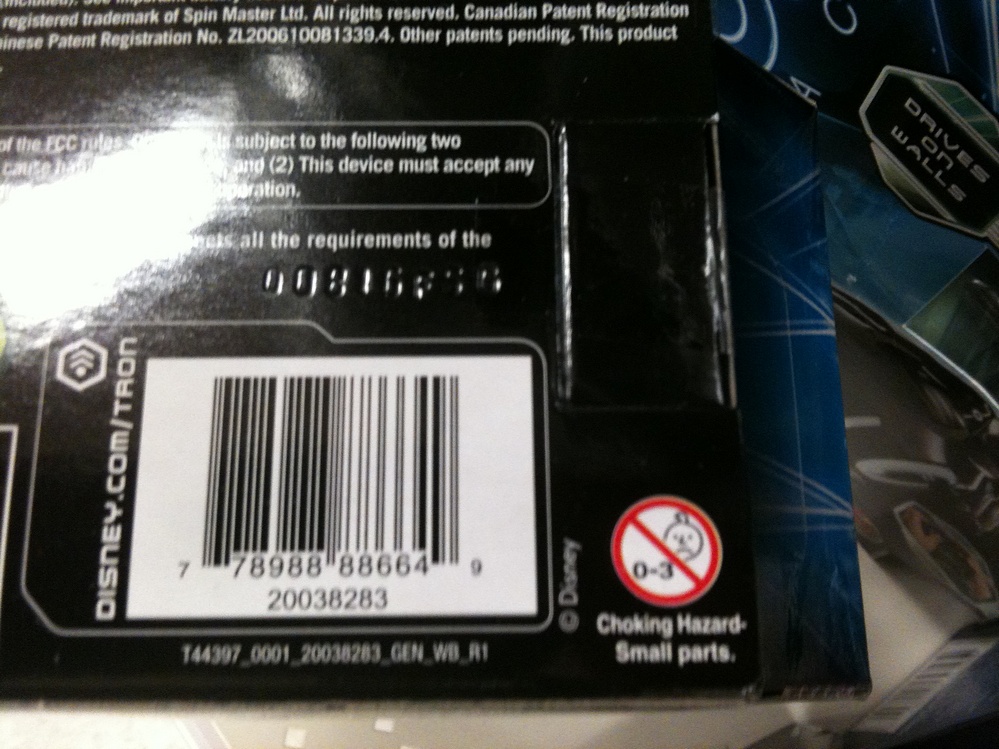 registered trademark of Spin Master Ltd. All rights reserved. Canadian Patent Registration
Patent Registration No. ZL200610081339.4. Other patents pending. This product
of the FCC rules. is subject to the following two
cause and (2) This device must accept any
all the requirements of the
DISNEY.COM/TRON
7 78988 88664 9
20038283
T44397_0001_20038283_GEN_WB_R1
© Disney
0-3
Choking Hazard-
Small parts.
DRIVES
ON
WALLS